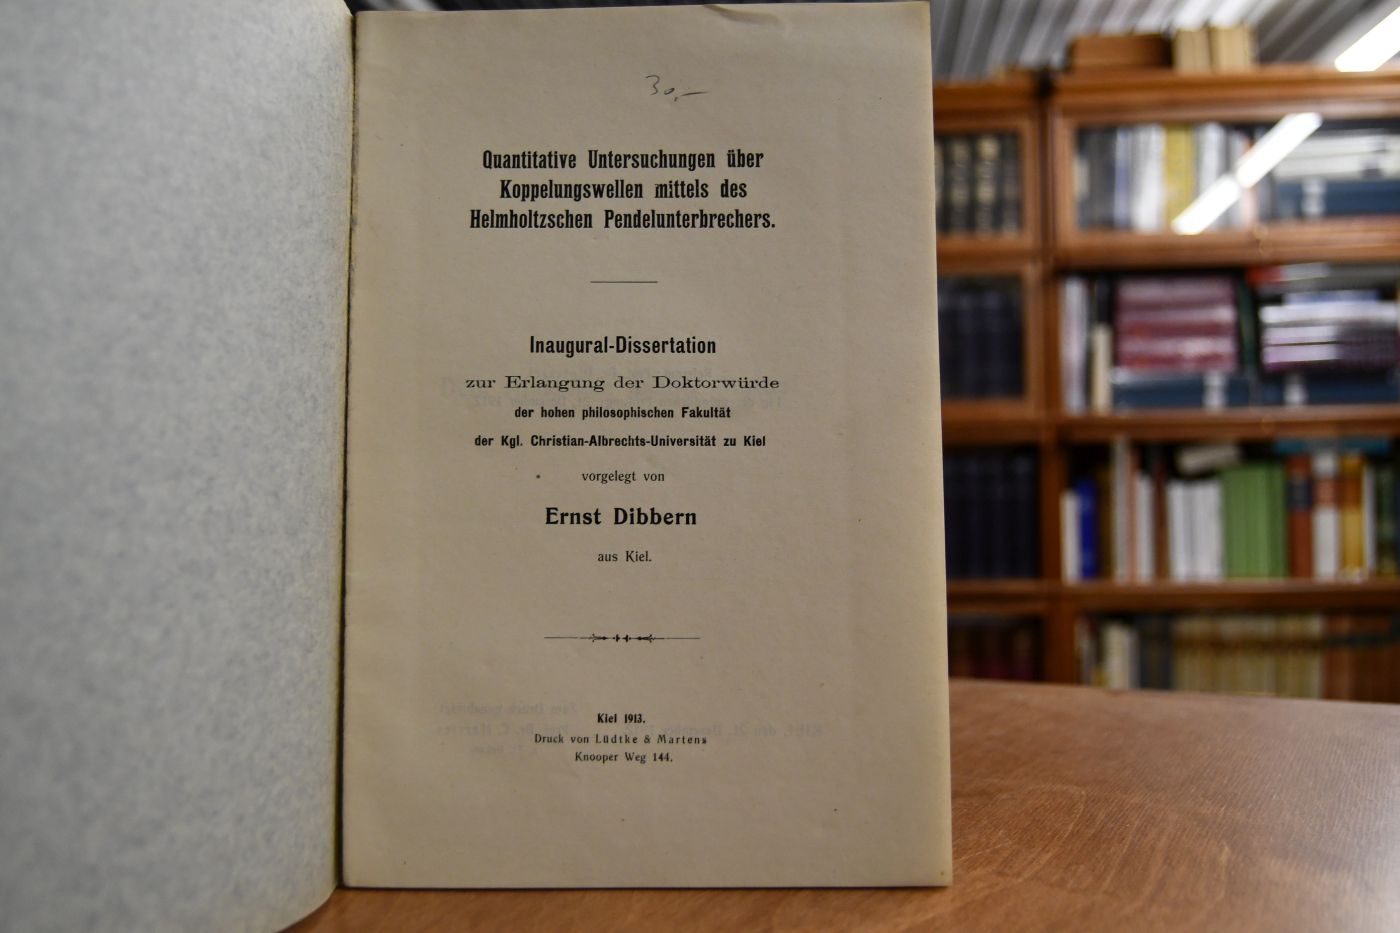 30,—
Quantitative Untersuchungen über
Koppelungswellen mittels des
Helmholtzschen Pendelunterbrechers.
Inaugural-Dissertation
zur Erlangung der Doktorwürde
der hohen philosophischen Fakultät
der Kgl. Christian-Albrechts-Universität zu Kiel
vorgelegt von
Ernst Dibbern
aus Kiel.
Kiel 1913.
Druck von Lüdtke & Martens
Knooper Weg 144.